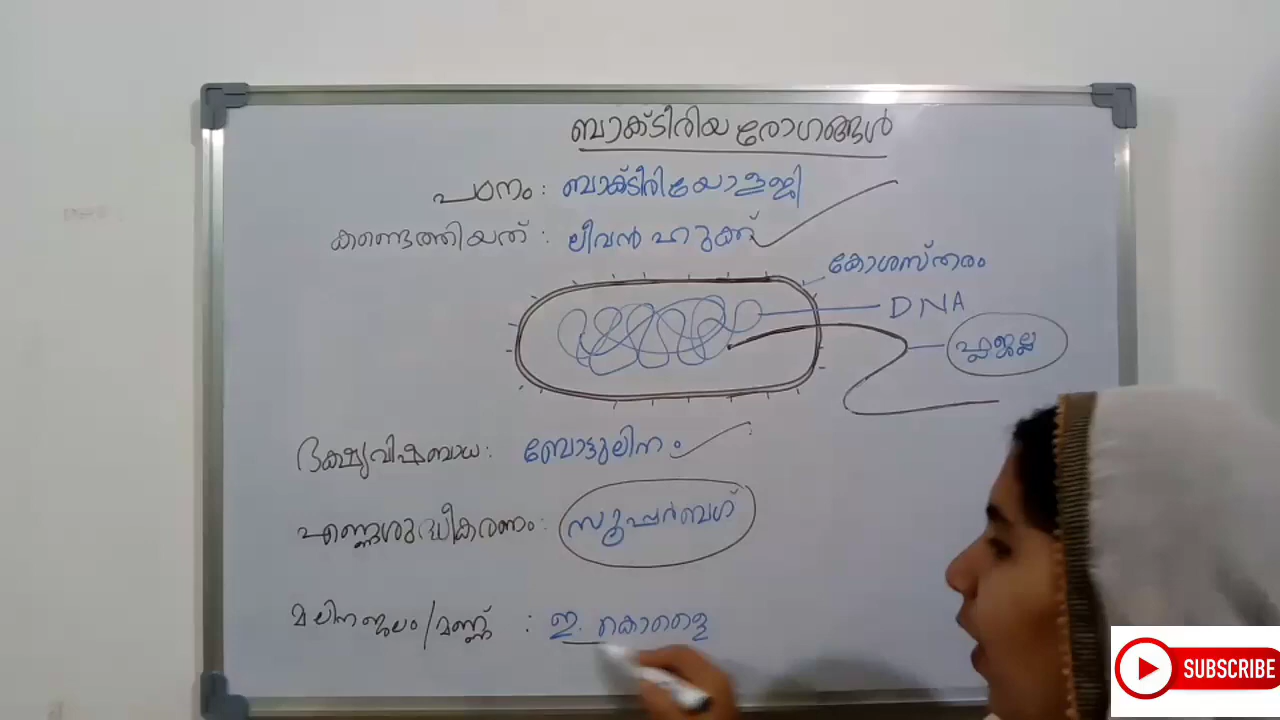 ബാക്ടീരിയ രോഗങ്ങൾ
പഠനം : ബാക്ടീരിയോളജി
കണ്ടെത്തിയത് : ലീവൻ ഹുക്ക്
കോശസ്തരം
DNA
ഫ്ലജല്ല
ഭക്ഷ്യവിഷബാധ : ബോട്ടുലിനം
എണ്ണശുദ്ധീകരണം : സൂപ്പർബഗ്
മലിനജലം/മണ്ണ് : ഇ. കൊളൈ
SUBSCRIBE